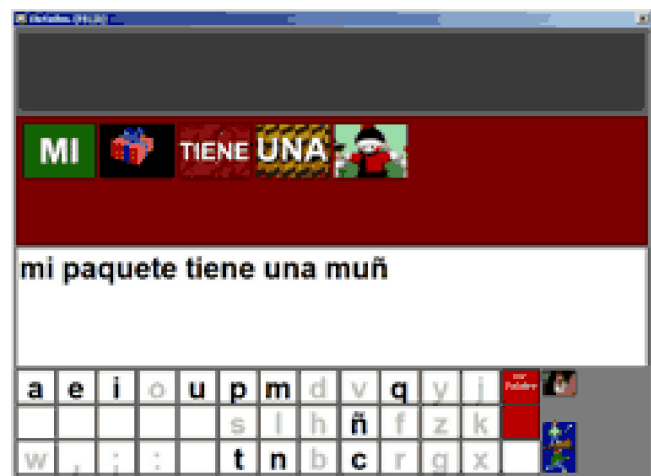 MI TIENE UNA
mi paquete tiene una muñ
a e i o u p m d v q y j
s l h ñ f z k
w , ; : t n b c r g x